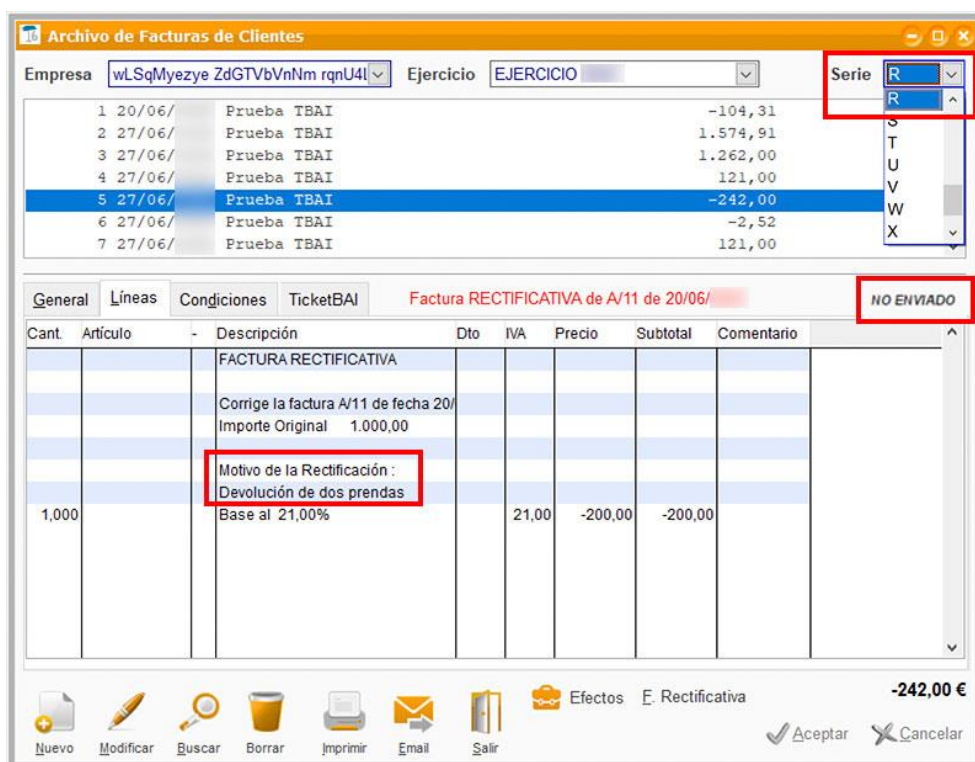 16 Archivo de Facturas de Clientes
Empresa wLSqMyezye ZdGTVbVnNm rqnU4L Ejercicio EJERCICIO Serie R
1 20/06/ Prueba TBAI -104,31
2 27/06/ Prueba TBAI 1.574,91
3 27/06/ Prueba TBAI 1.262,00
4 27/06/ Prueba TBAI 121,00
5 27/06/ Prueba TBAI -242,00
6 27/06/ Prueba TBAI -2,52
7 27/06/ Prueba TBAI 121,00
R
S
T
U
V
W
X
General Líneas Condiciones TicketBAI Factura RECTIFICATIVA de A/11 de 20/06/ NO ENVIADO
Cant. Artículo - Descripción Dto IVA Precio Subtotal Comentario
FACTURA RECTIFICATIVA
Corrige la factura A/11 de fecha 20/
Importe Original 1.000,00
Motivo de la Rectificación :
Devolución de dos prendas
1,000 Base al 21,00% 21,00 -200,00 -200,00
-242,00 €
Efectos F. Rectificativa
Nuevo Modificar Buscar Borrar Imprimir Email Salir Aceptar Cancelar